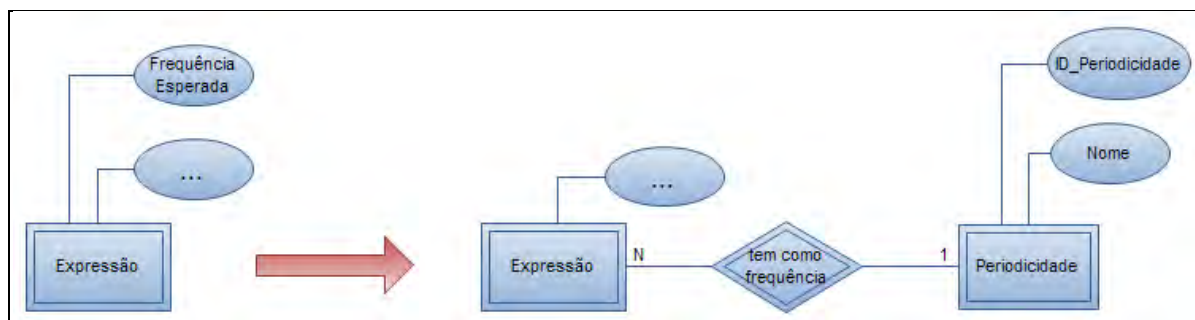 Frequência
Esperada
...
Expressão
...
Expressão
N
tem como
frequência
1
ID_Periodicidade
Nome
Periodicidade